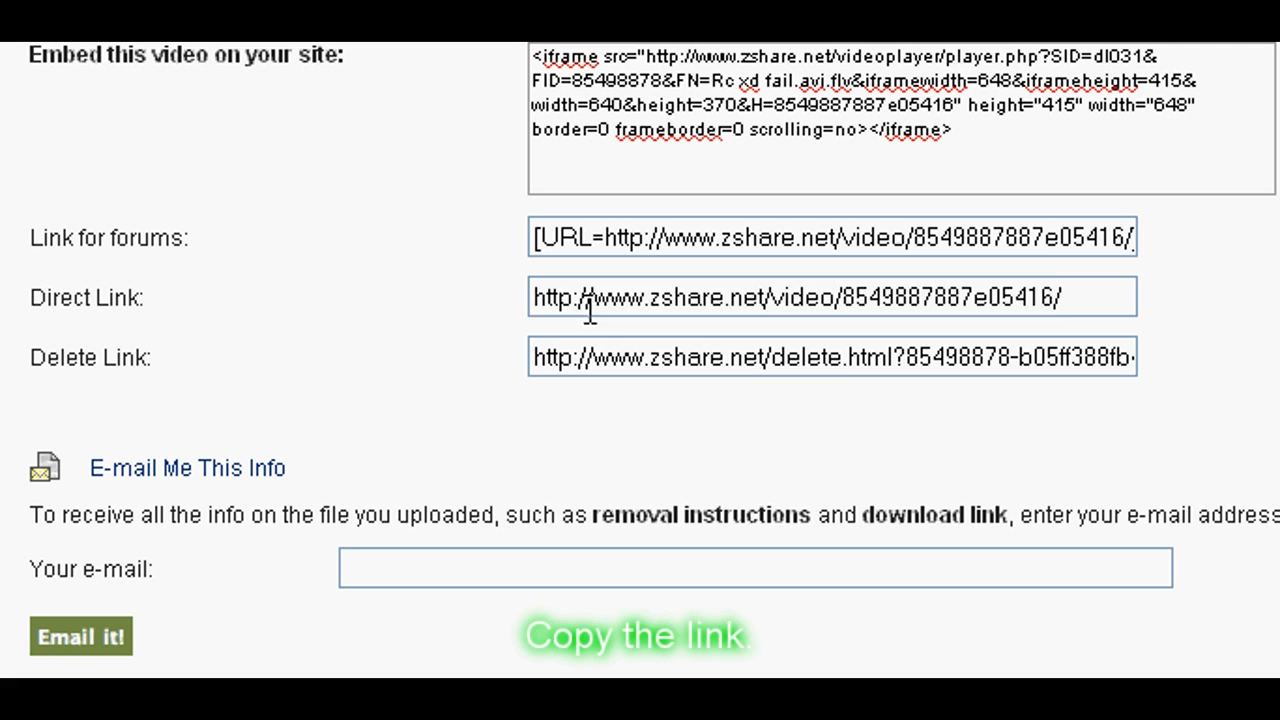 Embed this video on your site:
<iframe src="http://www.zshare.net/videoplayer/player.php?SID=dl031&
FID=85498878&FN=Rc xd fail.avi.flv&iframewidth=648&iframeheight=415&
width=640&height=370&H=8549887887e05416" height="415" width="648"
border=0 frameborder=0 scrolling=no></iframe>
Link for forums:
[URL=http://www.zshare.net/video/8549887887e05416/
Direct Link:
http://www.zshare.net/video/8549887887e05416/
Delete Link:
http://www.zshare.net/delete.html?85498878-b05ff388fb
E-mail Me This Info
To receive all the info on the file you uploaded, such as removal instructions and download link, enter your e-mail address
Your e-mail:
Email it!
Copy the link.